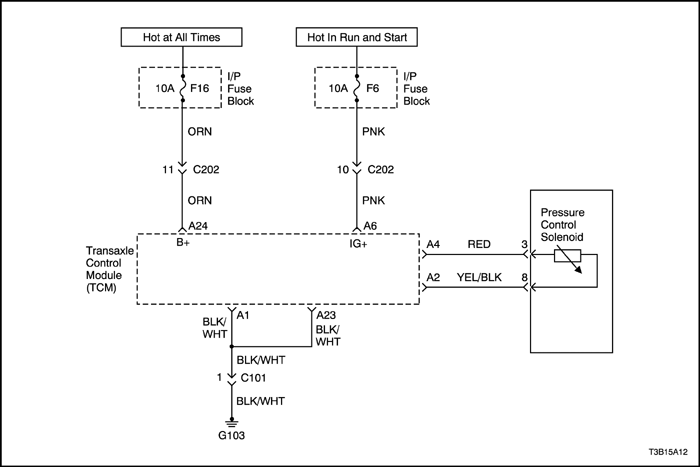 Hot at All Times
Hot In Run and Start
10A F16
I/P
Fuse
Block
10A F6
I/P
Fuse
Block
ORN
PNK
11 C202
10 C202
ORN
PNK
A24
A6
B+
IG+
Transaxle
Control
Module
(TCM)
A4 RED 3
A2 YEL/BLK 8
Pressure
Control
Solenoid
A1
A23
BLK/
WHT
BLK/
WHT
BLK/WHT
1 C101
BLK/WHT
G103
T3B15A12